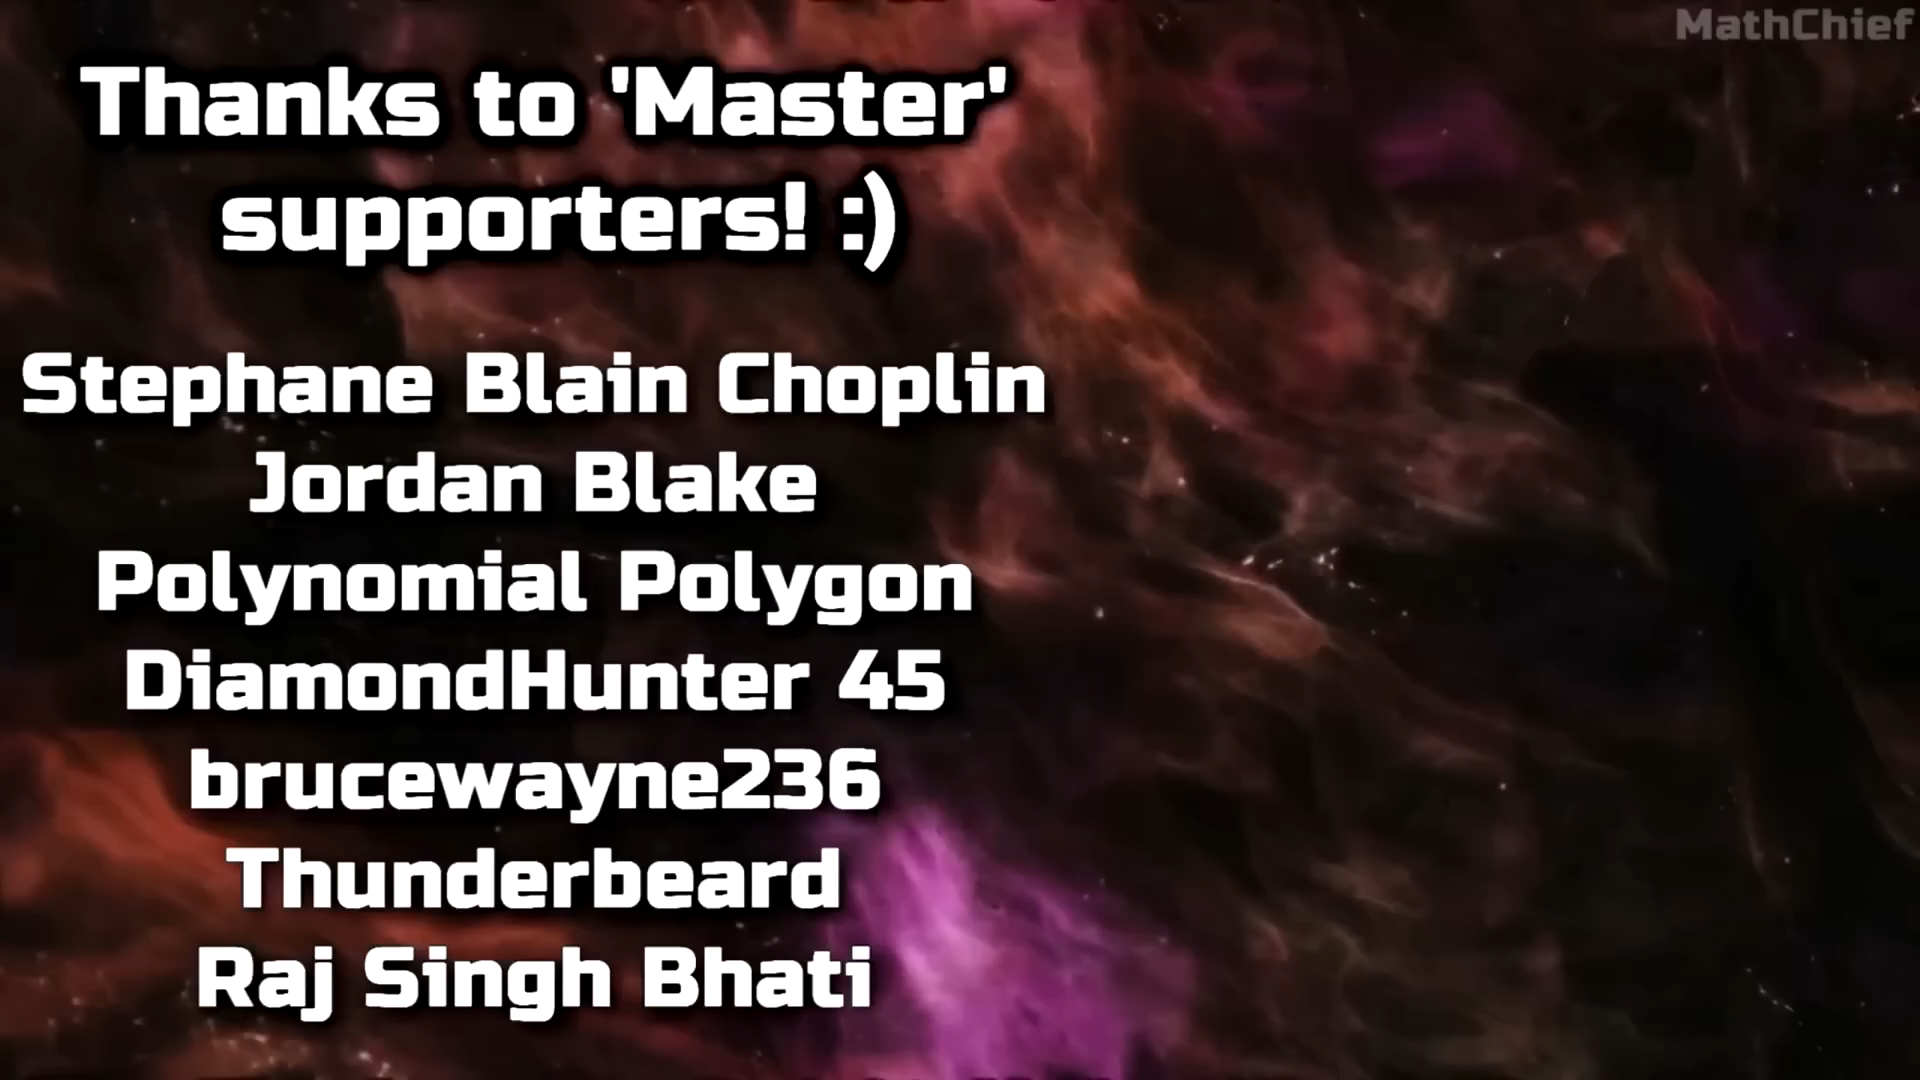 MathChief
Thanks to 'Master'
supporters! :)
Stephane Blain Choplin
Jordan Blake
Polynomial Polygon
DiamondHunter 45
brucewayne236
Thunderbeard
Raj Singh Bhati